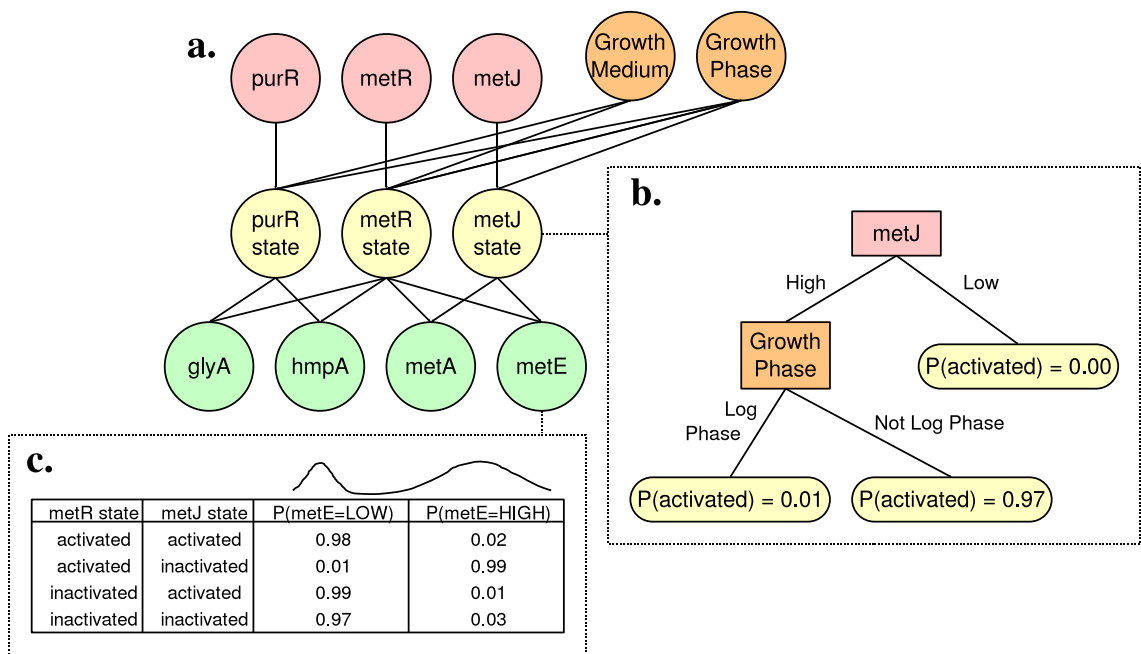 a.
purR
metR
metJ
Growth
Medium
Growth
Phase
purR
state
metR
state
metJ
state
glyA
hmpA
metA
metE
b.
metJ
High
Low
Growth
Phase
P(activated) = 0.00
Log
Phase
Not Log Phase
P(activated) = 0.01
P(activated) = 0.97
c.
metR state metJ state P(metE=LOW) P(metE=HIGH)
activated activated 0.98 0.02
activated inactivated 0.01 0.99
inactivated activated 0.99 0.01
inactivated inactivated 0.97 0.03